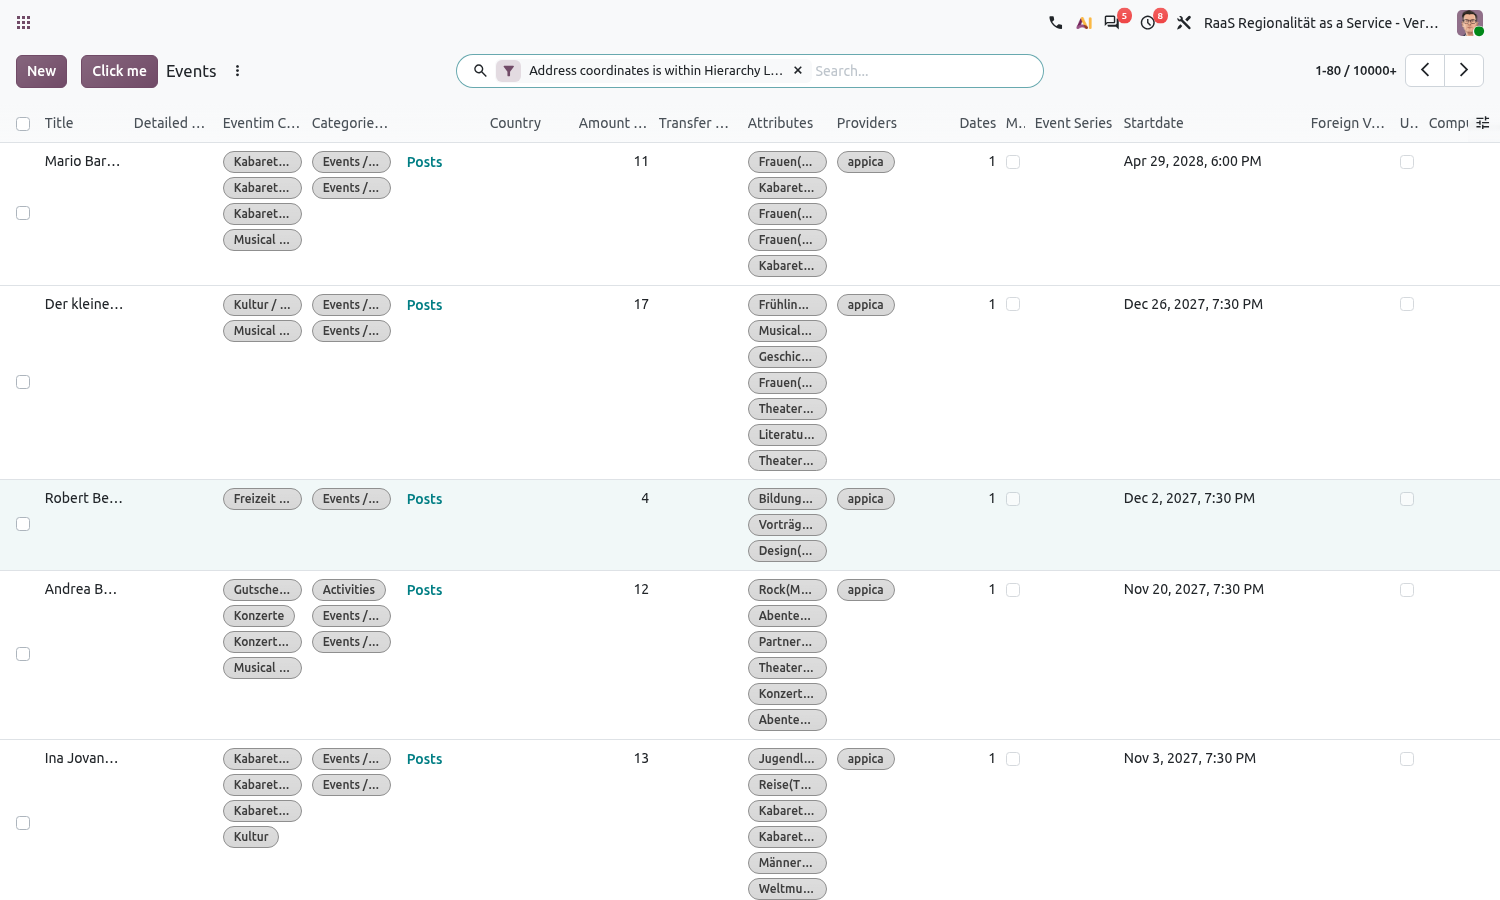 5
8
RaaS Regionalität as a Service - Ver...
New
Click me
Events
Address coordinates is within Hierarchy L...
Search...
1-80 / 10000+
Title Detailed ... Eventim C... Categorie... Country Amount ... Transfer ... Attributes Providers Dates M.. Event Series Startdate Foreign V... U.. Compu
Mario Bar... Kabaret... Events /... Posts 11 Frauen(... appica 1 Apr 29, 2028, 6:00 PM
Kabaret... Events /... Kabaret...
Kabaret... Frauen(...
Musical ... Frauen(...
Kabaret...
Der kleine... Kultur / ... Events /... Posts 17 Frühlin... appica 1 Dec 26, 2027, 7:30 PM
Musical ... Events /... Musical...
Geschic...
Frauen(...
Theater...
Literatu...
Theater...
Robert Be... Freizeit ... Events /... Posts 4 Bildung... appica 1 Dec 2, 2027, 7:30 PM
Vorträg...
Design(...
Andrea B... Gutsche... Activities Posts 12 Rock(M... appica 1 Nov 20, 2027, 7:30 PM
Konzerte Events /... Abente...
Konzert... Events /... Partner...
Musical ... Theater...
Konzert...
Abente...
Ina Jovan... Kabaret... Events /... Posts 13 Jugendl... appica 1 Nov 3, 2027, 7:30 PM
Kabaret... Events /... Reise(T...
Kabaret... Kabaret...
Kultur Kabaret...
Männer...
Weltmu...